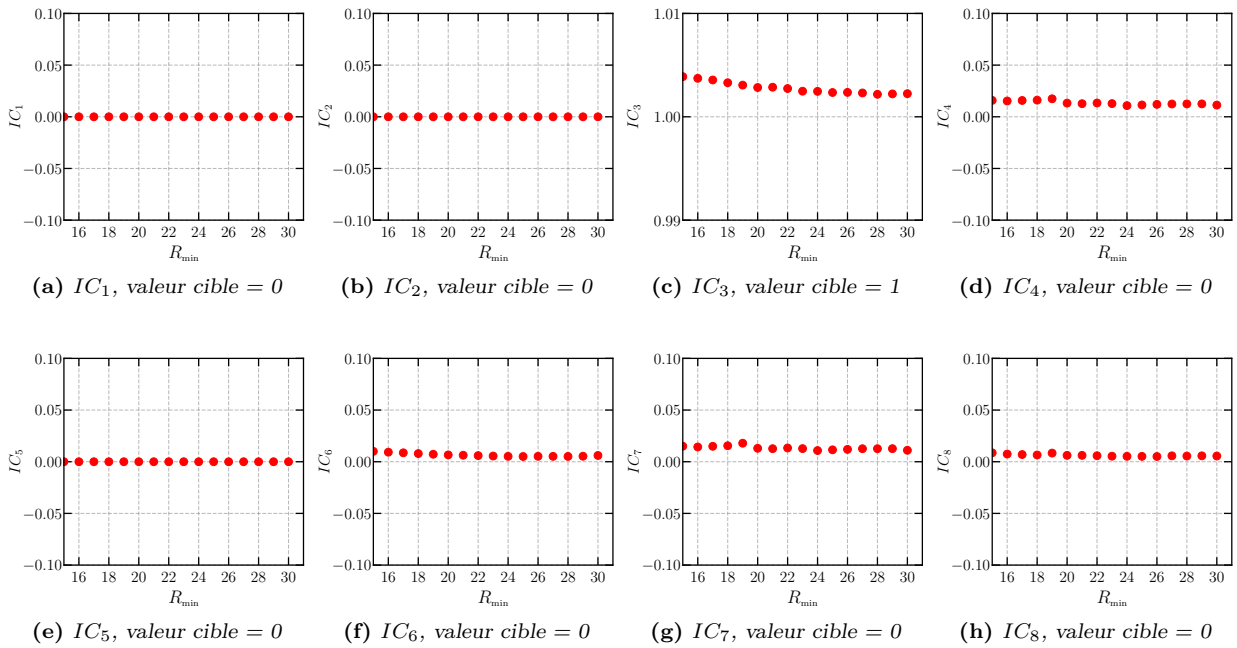 0.10
0.05
0.00
−0.05
−0.10
IC₁
16 18 20 22 24 26 28 30
R_min
(a) IC₁, valeur cible = 0
0.10
0.05
0.00
−0.05
−0.10
IC₂
16 18 20 22 24 26 28 30
R_min
(b) IC₂, valeur cible = 0
1.01
1.00
0.99
IC₃
16 18 20 22 24 26 28 30
R_min
(c) IC₃, valeur cible = 1
0.10
0.05
0.00
−0.05
−0.10
IC₄
16 18 20 22 24 26 28 30
R_min
(d) IC₄, valeur cible = 0
0.10
0.05
0.00
−0.05
−0.10
IC₅
16 18 20 22 24 26 28 30
R_min
(e) IC₅, valeur cible = 0
0.10
0.05
0.00
−0.05
−0.10
IC₆
16 18 20 22 24 26 28 30
R_min
(f) IC₆, valeur cible = 0
0.10
0.05
0.00
−0.05
−0.10
IC₇
16 18 20 22 24 26 28 30
R_min
(g) IC₇, valeur cible = 0
0.10
0.05
0.00
−0.05
−0.10
IC₈
16 18 20 22 24 26 28 30
R_min
(h) IC₈, valeur cible = 0